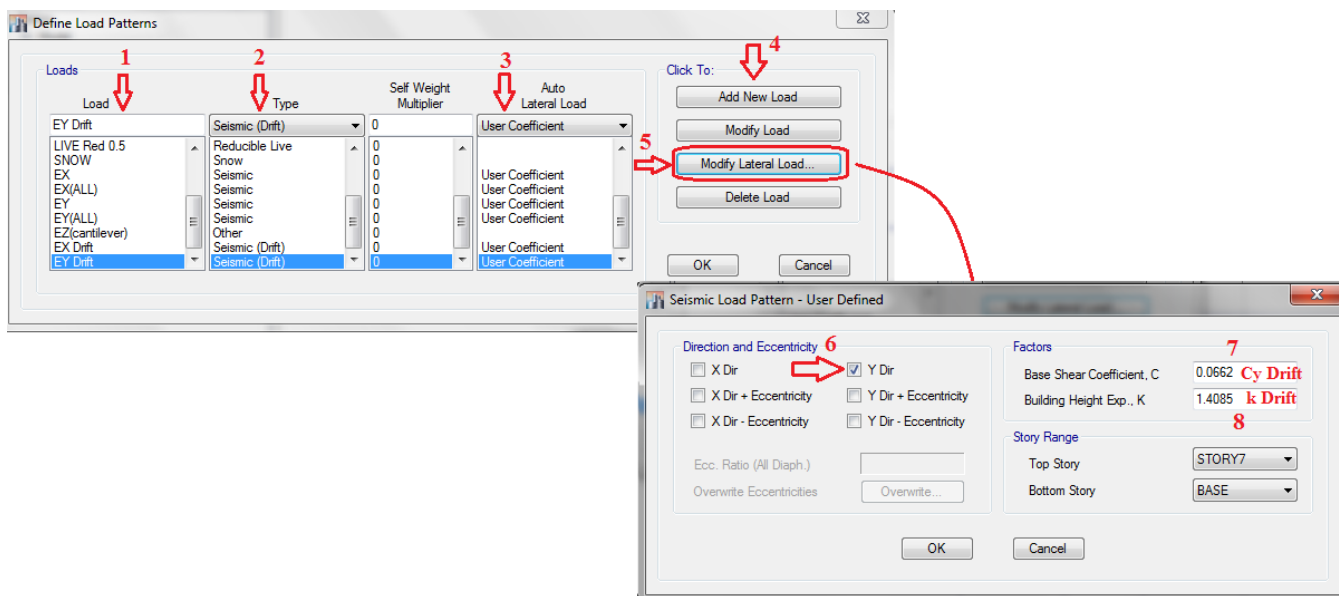 Define Load Patterns
Loads
1
2
3
4
Click To:
Load
Type
Self Weight
Multiplier
Auto
Lateral Load
EY Drift
Seismic (Drift)
0
User Coefficient
LIVE Red 0.5
Reducible Live
0
SNOW
Snow
0
EX
Seismic
0
User Coefficient
EX(ALL)
Seismic
0
User Coefficient
EY
Seismic
0
User Coefficient
EY(ALL)
Seismic
0
User Coefficient
EZ(cantilever)
Other
0
EX Drift
Seismic (Drift)
0
User Coefficient
EY Drift
Seismic (Drift)
0
User Coefficient
Add New Load
Modify Load
5
Modify Lateral Load...
Delete Load
OK
Cancel
Seismic Load Pattern - User Defined
Direction and Eccentricity
6
X Dir
Y Dir
X Dir + Eccentricity
Y Dir + Eccentricity
X Dir - Eccentricity
Y Dir - Eccentricity
Ecc. Ratio (All Diaph.)
Overwrite Eccentricities
Overwrite...
Factors
7
Base Shear Coefficient, C
0.0662
Cy Drift
Building Height Exp., K
1.4085
k Drift
8
Story Range
Top Story
STORY7
Bottom Story
BASE
OK
Cancel